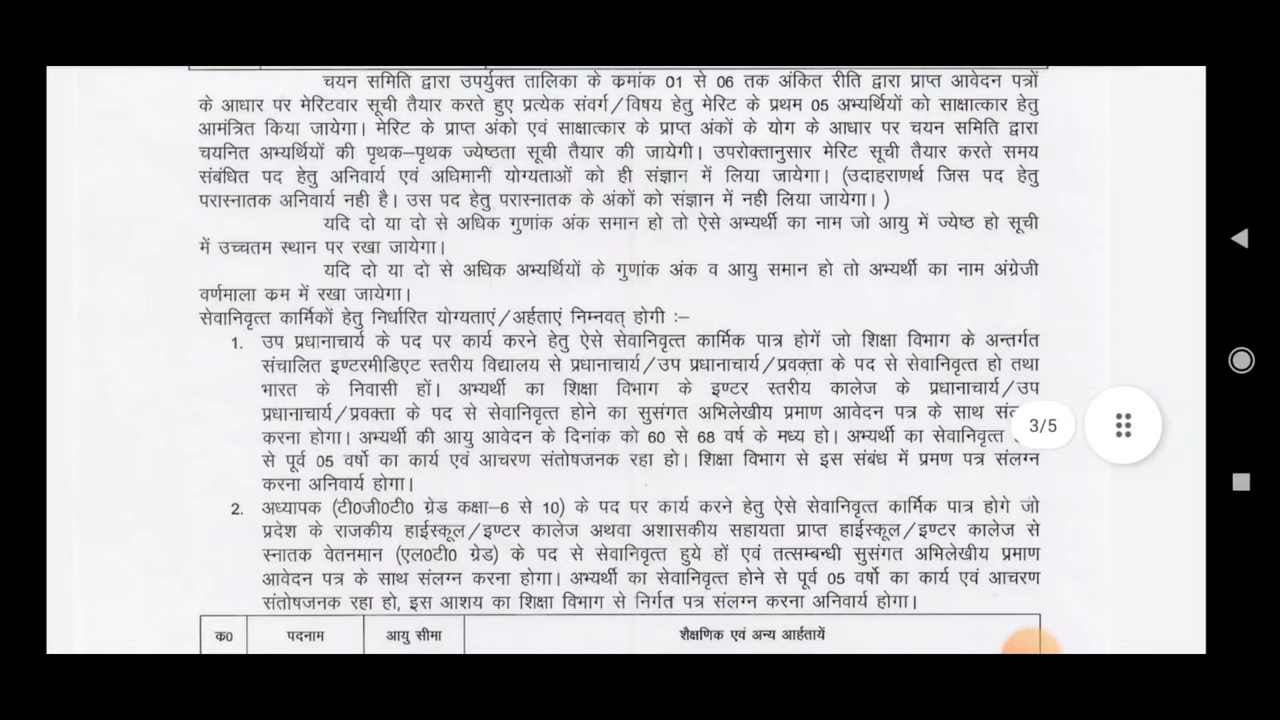 चयन समिति द्वारा उपर्युक्त तालिका के क्रमांक 01 से 06 तक अंकित रीति द्वारा प्राप्त आवेदन पत्रों
के आधार पर मेरिटवार सूची तैयार करते हुए प्रत्येक संवर्ग/विषय हेतु मेरिट के प्रथम 05 अभ्यर्थियों को साक्षात्कार हेतु
आमंत्रित किया जायेगा। मेरिट के प्राप्त अंको एवं साक्षात्कार के प्राप्त अंकों के योग के आधार पर चयन समिति द्वारा
चयनित अभ्यर्थियों की पृथक–पृथक ज्येष्ठता सूची तैयार की जायेगी। उपरोक्तानुसार मेरिट सूची तैयार करते समय
संबंधित पद हेतु अनिवार्य एवं अधिमानी योग्यताओं को ही संज्ञान में लिया जायेगा। (उदाहराणर्थ जिस पद हेतु
परास्नातक अनिवार्य नही है। उस पद हेतु परास्नातक के अंकों को संज्ञान में नही लिया जायेगा। )
यदि दो या दो से अधिक गुणांक अंक समान हो तो ऐसे अभ्यर्थी का नाम जो आयु में ज्येष्ठ हो सूची
में उच्चतम स्थान पर रखा जायेगा।
यदि दो या दो से अधिक अभ्यर्थियों के गुणांक अंक व आयु समान हो तो अभ्यर्थी का नाम अंग्रेजी
वर्णमाला क्रम में रखा जायेगा।
सेवानिवृत्त कार्मिकों हेतु निर्धारित योग्यताएं/अर्हताएं निम्नवत् होगी :–
1. उप प्रधानाचार्य के पद पर कार्य करने हेतु ऐसे सेवानिवृत्त कार्मिक पात्र होगें जो शिक्षा विभाग के अन्तर्गत
संचालित इण्टरमीडिएट स्तरीय विद्यालय से प्रधानाचार्य/उप प्रधानाचार्य/प्रवक्ता के पद से सेवानिवृत्त हो तथा
भारत के निवासी हों। अभ्यर्थी का शिक्षा विभाग के इण्टर स्तरीय कालेज के प्रधानाचार्य/उप
प्रधानाचार्य/प्रवक्ता के पद से सेवानिवृत्त होने का सुसंगत अभिलेखीय प्रमाण आवेदन पत्र के साथ
करना होगा। अभ्यर्थी की आयु आवेदन के दिनांक को 60 से 68 वर्ष के मध्य हो। अभ्यर्थी का सेवानिवृत्त
3/5
से पूर्व 05 वर्षो का कार्य एवं आचरण संतोषजनक रहा हो। शिक्षा विभाग से इस संबंध में प्रमण पत्र संलग्न
करना अनिवार्य होगा।
2. अध्यापक (टी0जी0टी0 ग्रेड कक्षा–6 से 10) के पद पर कार्य करने हेतु ऐसे सेवानिवृत्त कार्मिक पात्र होगे जो
प्रदेश के राजकीय हाईस्कूल/इण्टर कालेज अथवा अशासकीय सहायता प्राप्त हाईस्कूल/इण्टर कालेज से
स्नातक वेतनमान (एल0टी0 ग्रेड) के पद से सेवानिवृत्त हुये हों एवं तत्सम्बन्धी सुसंगत अभिलेखीय प्रमाण
आवेदन पत्र के साथ संलग्न करना होगा। अभ्यर्थी का सेवानिवृत्त होने से पूर्व 05 वर्षो का कार्य एवं आचरण
संतोषजनक रहा हो, इस आशय का शिक्षा विभाग से निर्गत पत्र संलग्न करना अनिवार्य होगा।
क0 पदनाम आयु सीमा शैक्षणिक एवं अन्य आर्हतायें